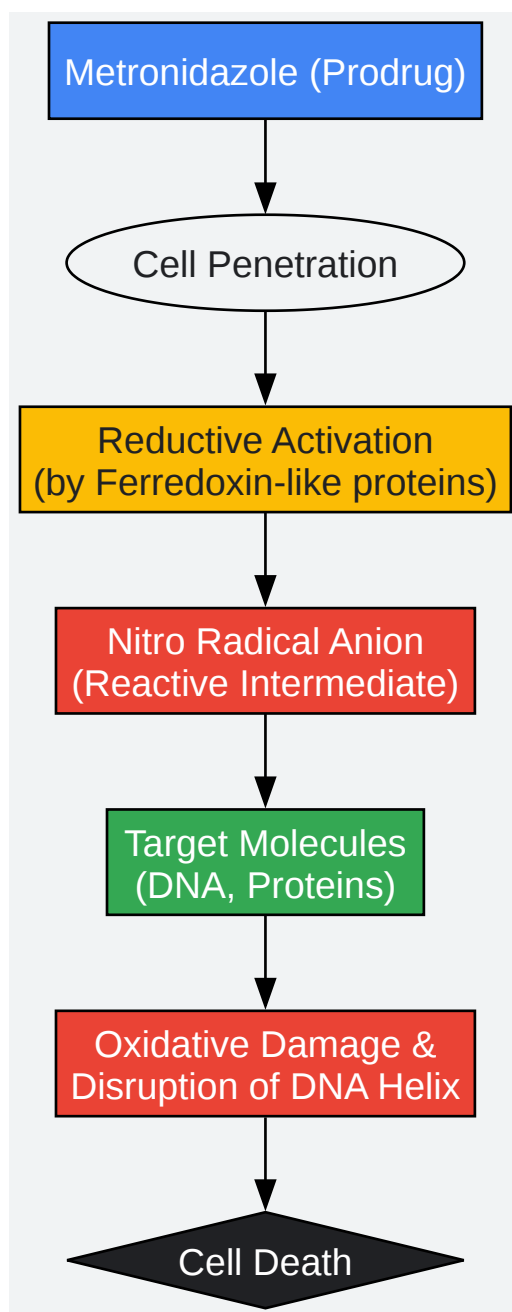 Metronidazole (Prodrug)
Cell Penetration
Reductive Activation
(by Ferredoxin-like proteins)
Nitro Radical Anion
(Reactive Intermediate)
Target Molecules
(DNA, Proteins)
Oxidative Damage &
Disruption of DNA Helix
Cell Death